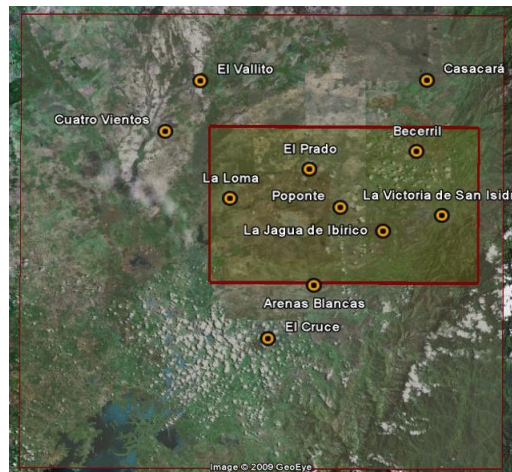 El Vallito
Casacará
Cuatro Vientos
Becerril
El Prado
La Loma
Poponte
La Victoria de San Isidr
La Jagua de Ibirico
Arenas Blancas
El Cruce
Image © 2009 GeoEye